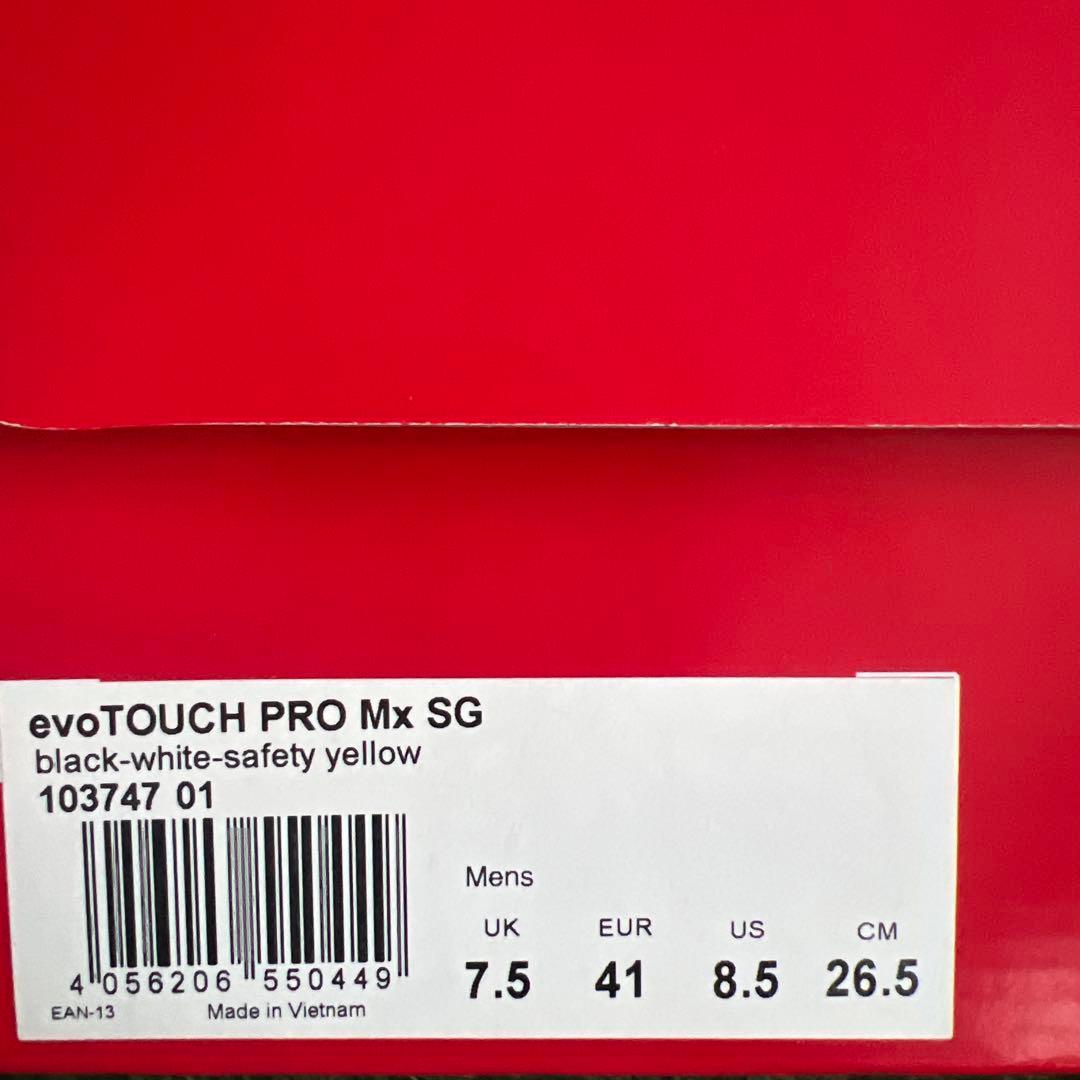 evoTOUCH PRO Mx SG
black-white-safety yellow
103747 01
4 056206 550449
EAN-13
Made in Vietnam
Mens
UK EUR US CM
7.5 41 8.5 26.5